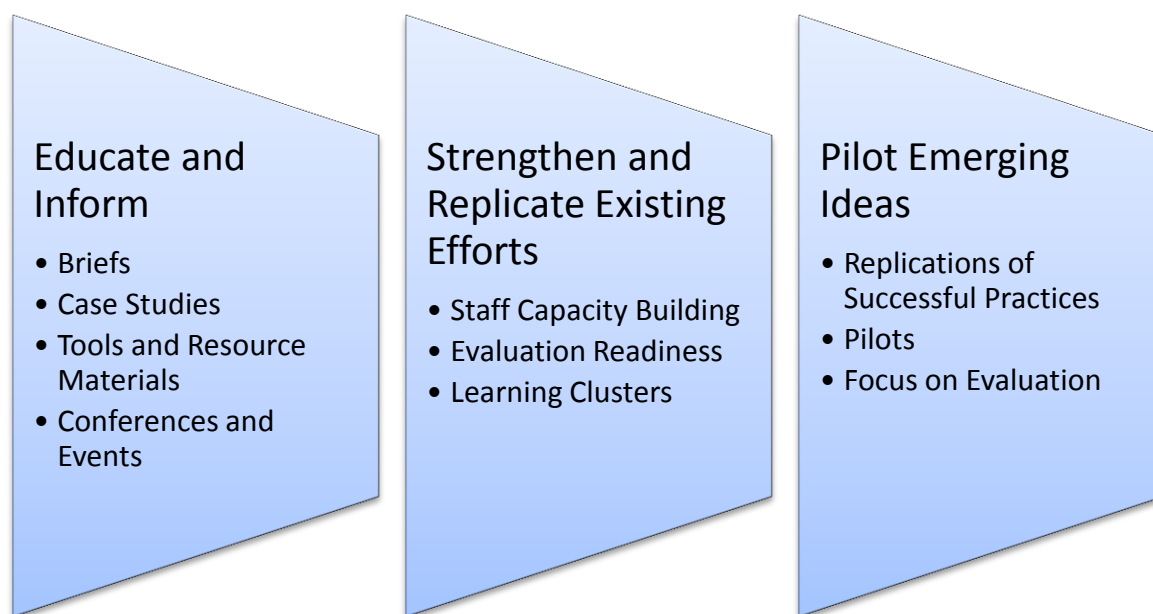 Educate and
Inform
• Briefs
• Case Studies
• Tools and Resource
Materials
• Conferences and
Events
Strengthen and
Replicate Existing
Efforts
• Staff Capacity Building
• Evaluation Readiness
• Learning Clusters
Pilot Emerging
Ideas
• Replications of
Successful Practices
• Pilots
• Focus on Evaluation